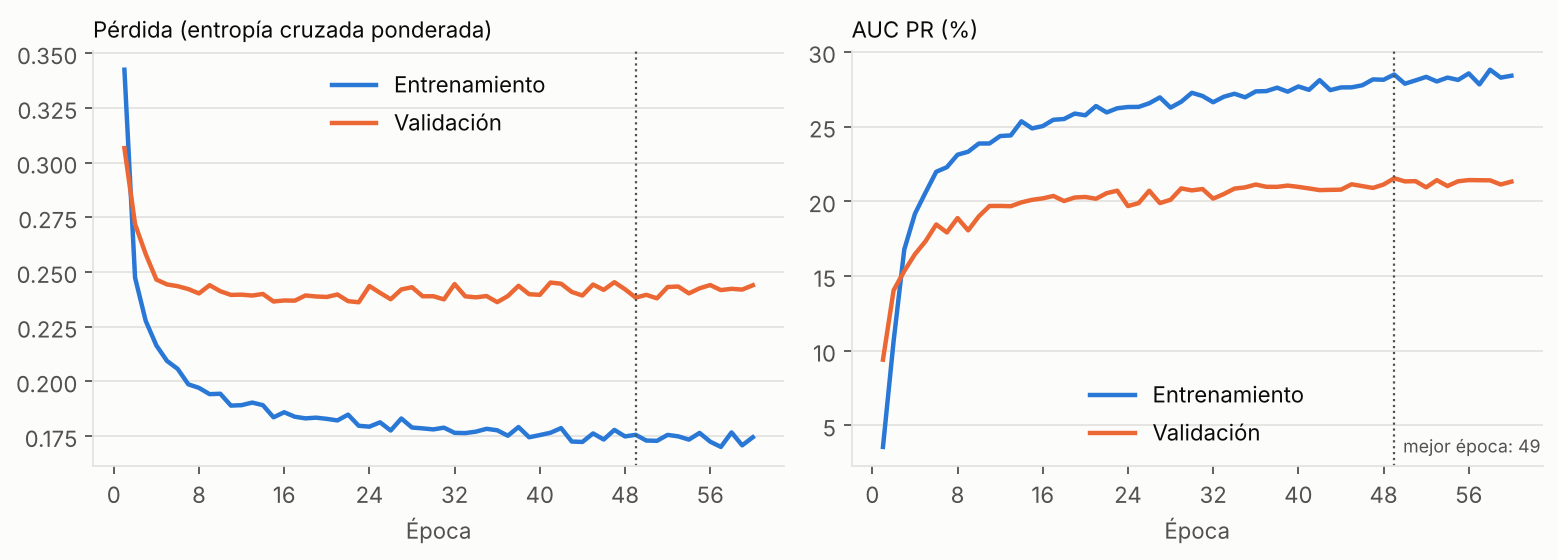 Pérdida (entropía cruzada ponderada)
0.350
0.325
0.300
0.275
0.250
0.225
0.200
0.175
Entrenamiento
Validación
0 8 16 24 32 40 48 56
Época
AUC PR (%)
30
25
20
15
10
5
Entrenamiento
Validación
mejor época: 49
0 8 16 24 32 40 48 56
Época